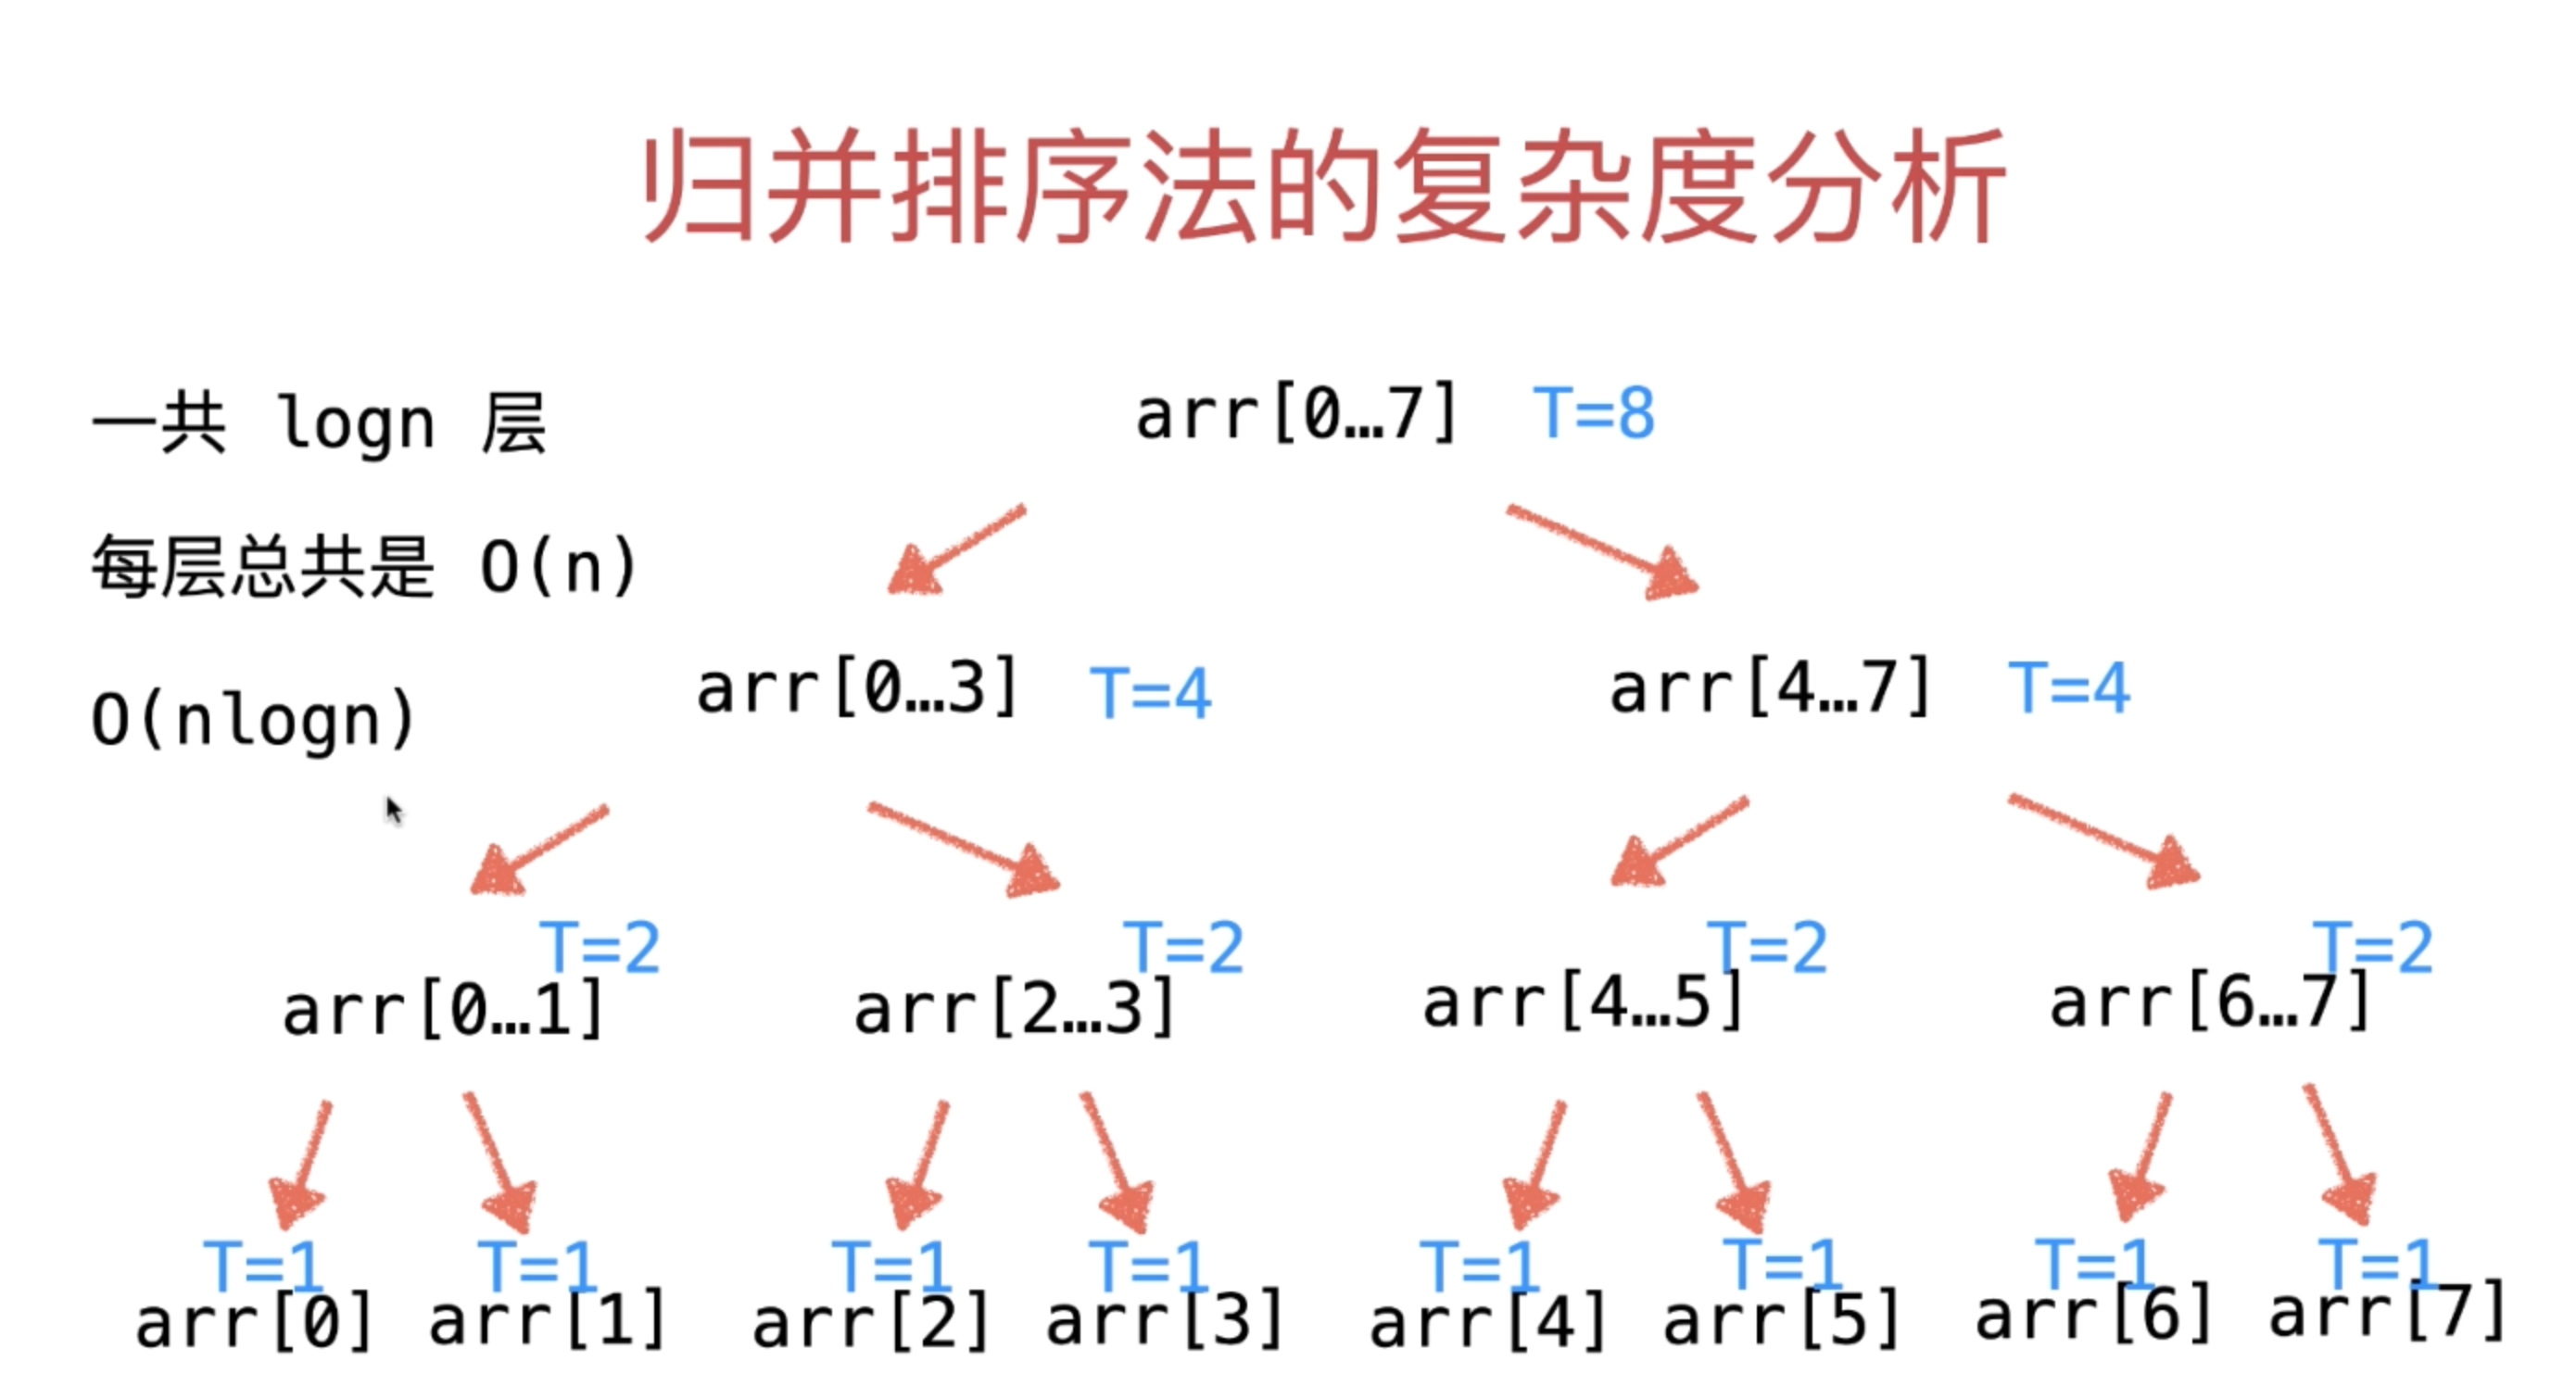 归并排序法的复杂度分析
一共 logn 层
每层总共是 O(n)
O(nlogn)
arr[0…7] T=8
arr[0…3] T=4 arr[4…7] T=4
T=2 T=2 T=2 T=2
arr[0…1] arr[2…3] arr[4…5] arr[6…7]
T=1 T=1 T=1 T=1 T=1 T=1 T=1 T=1
arr[0] arr[1] arr[2] arr[3] arr[4] arr[5] arr[6] arr[7]